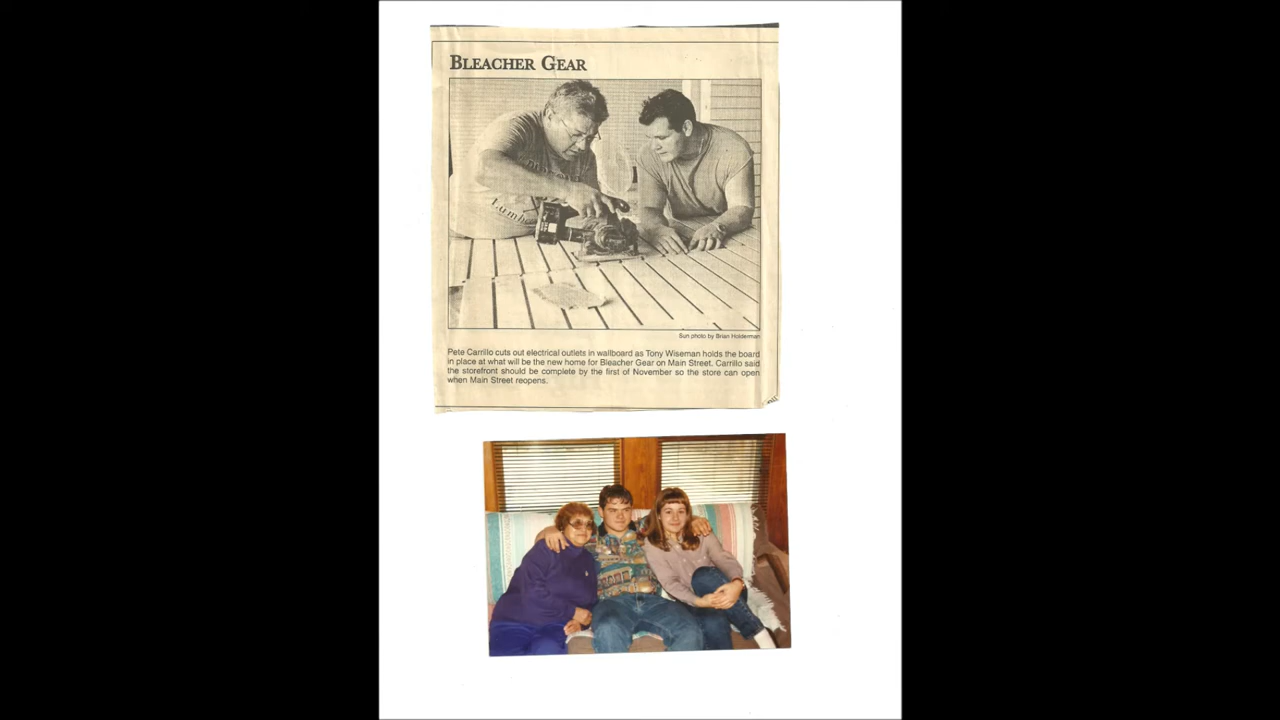 BLEACHER GEAR
Lumbe
Sun photo by Brian Holderman
Pete Carrillo cuts out electrical outlets in wallboard as Tony Wiseman holds the board
in place at what will be the new home for Bleacher Gear on Main Street. Carrillo said
the storefront should be complete by the first of November so the store can open
when Main Street reopens.